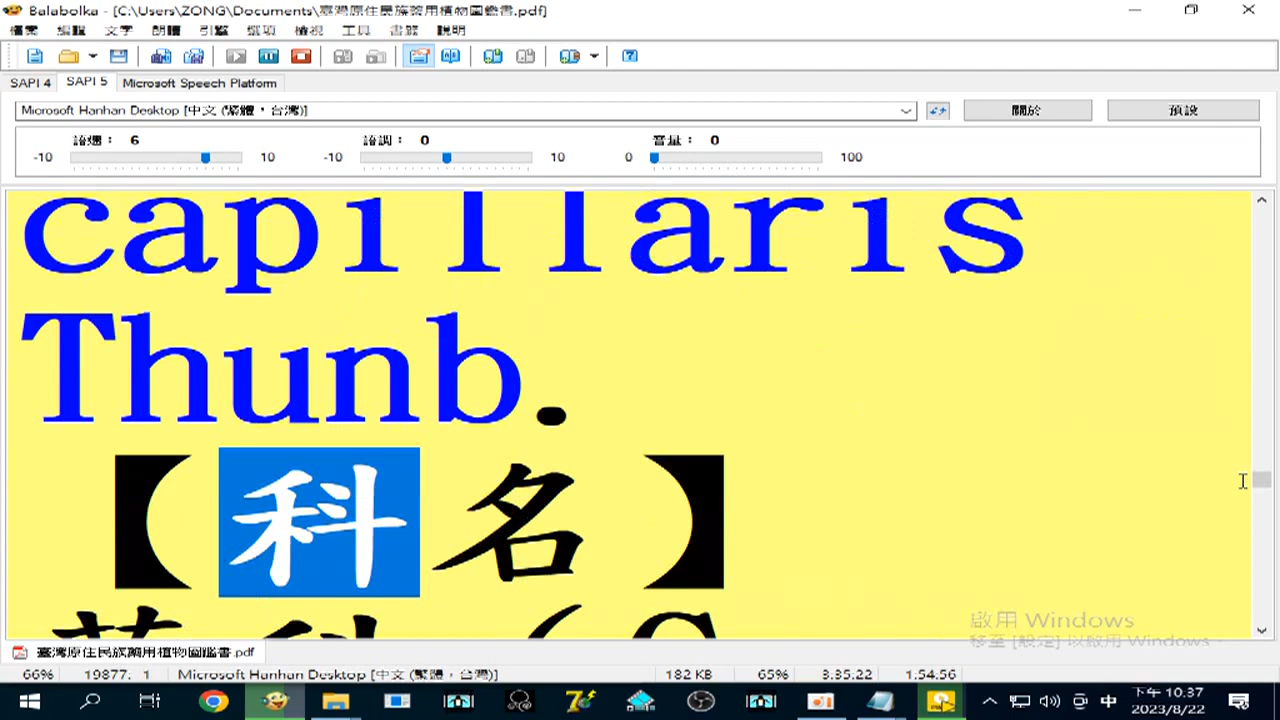 Balabolka - [C:\Users\ZONG\Documents\臺灣原住民族藥用植物圖鑑書.pdf]
檔案 編輯 文字 朗讀 引擎 選項 檢視 工具 書籤 說明
SAPI 4 SAPI 5 Microsoft Speech Platform
Microsoft Hanhan Desktop [中文 (繁體，台灣)] 關於 預設
語速： 6 語調： 0 音量： 0
-10 10 -10 10 0 100
capillaris
Thunb.
【科名】
菊科 (C
啟用 Windows
移至 [設定] 以啟用 Windows。
臺灣原住民族藥用植物圖鑑書.pdf
66% 19877: 1 Microsoft Hanhan Desktop [中文 (繁體，台灣)] 182 KB 65% 3.35.22 1.54.56
中 下午 10:37
2023/8/22